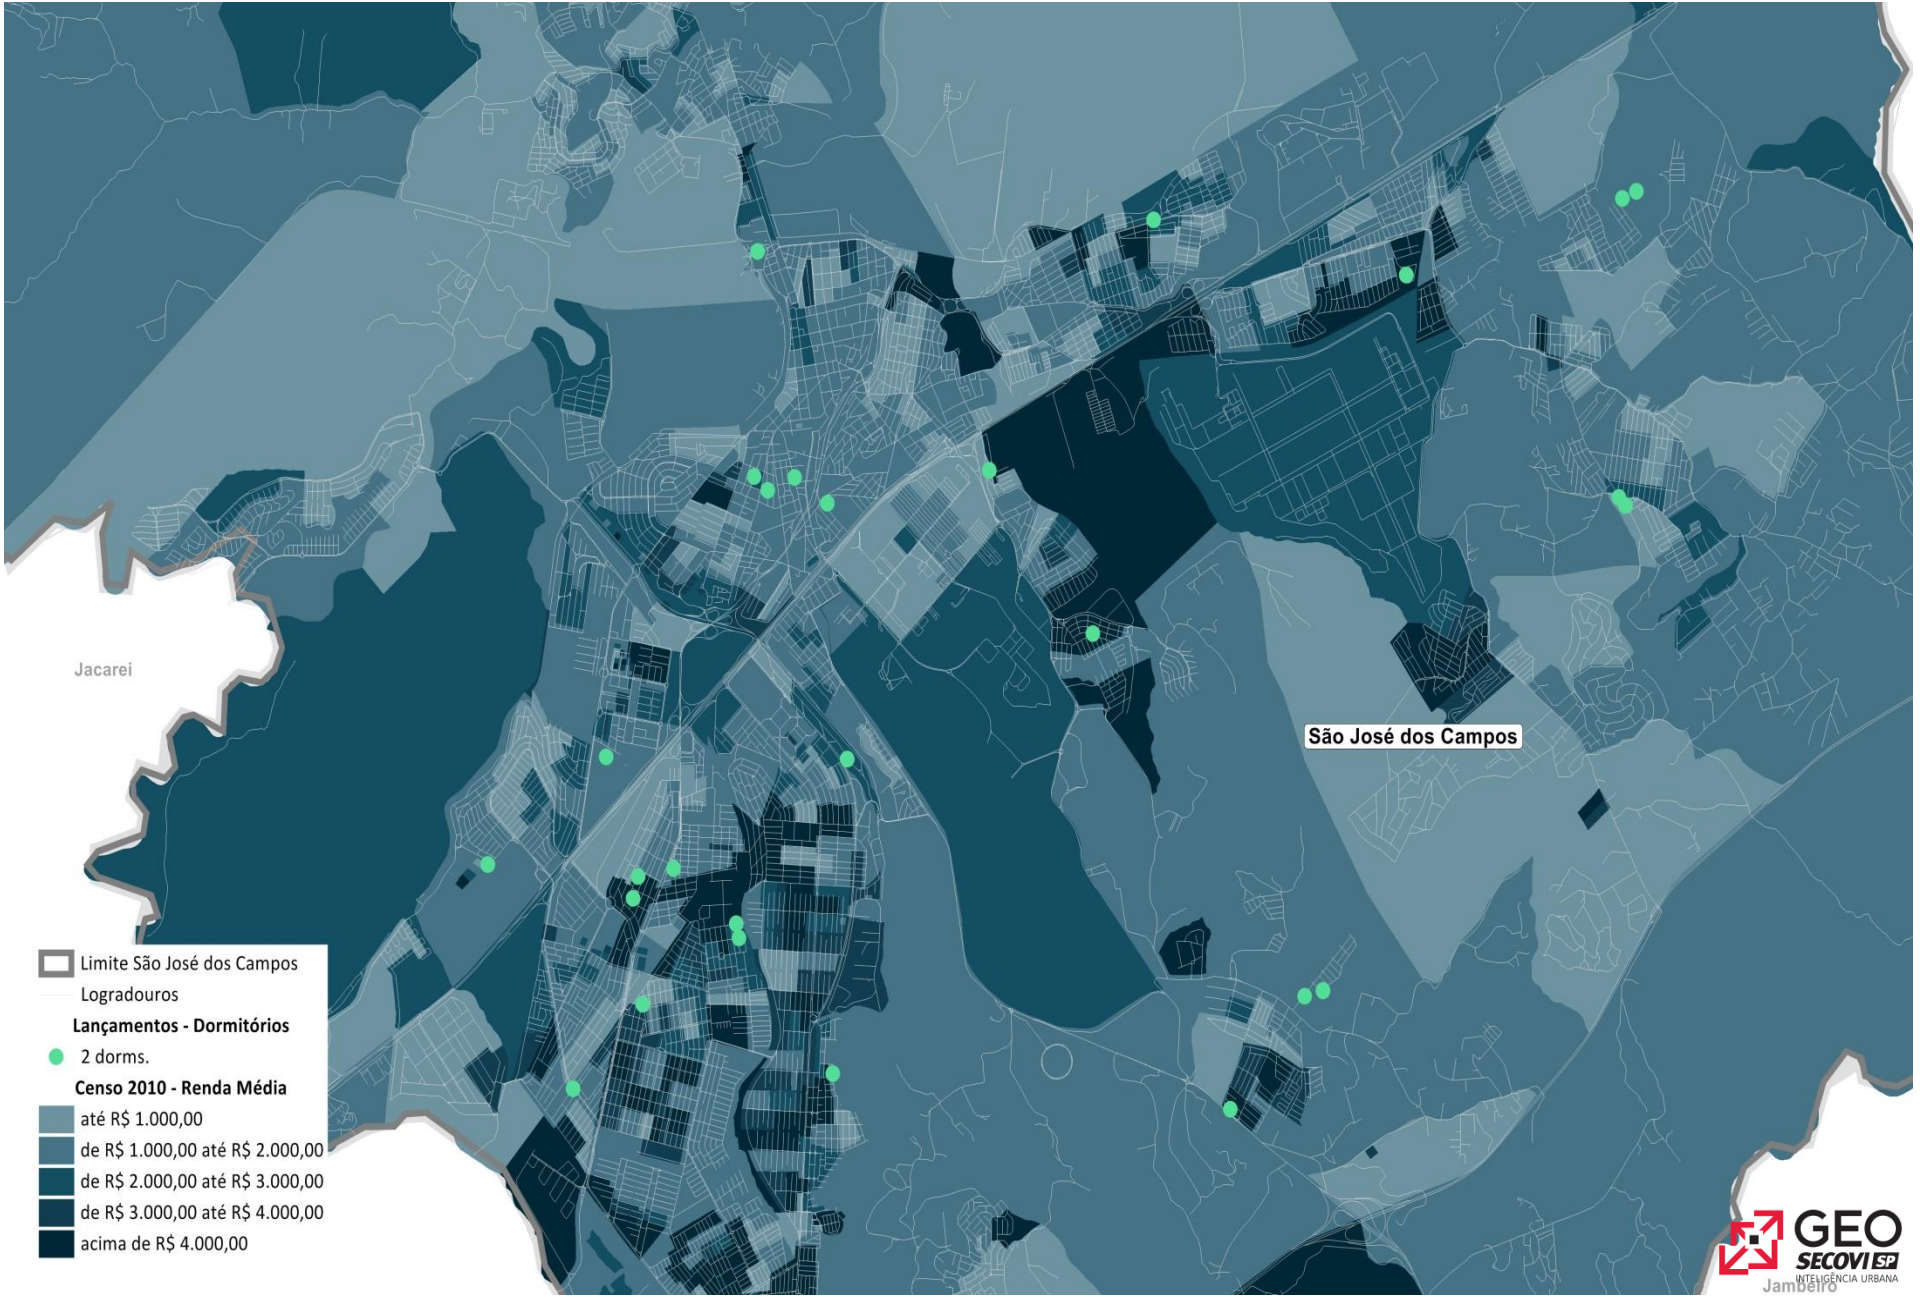 Jacarei
São José dos Campos
Limite São José dos Campos
Logradouros
Lançamentos - Dormitórios
2 dorms.
Censo 2010 - Renda Média
até R$ 1.000,00
de R$ 1.000,00 até R$ 2.000,00
de R$ 2.000,00 até R$ 3.000,00
de R$ 3.000,00 até R$ 4.000,00
acima de R$ 4.000,00
GEO
SECOVI SP
INTELIGÊNCIA URBANA
Jambeiro